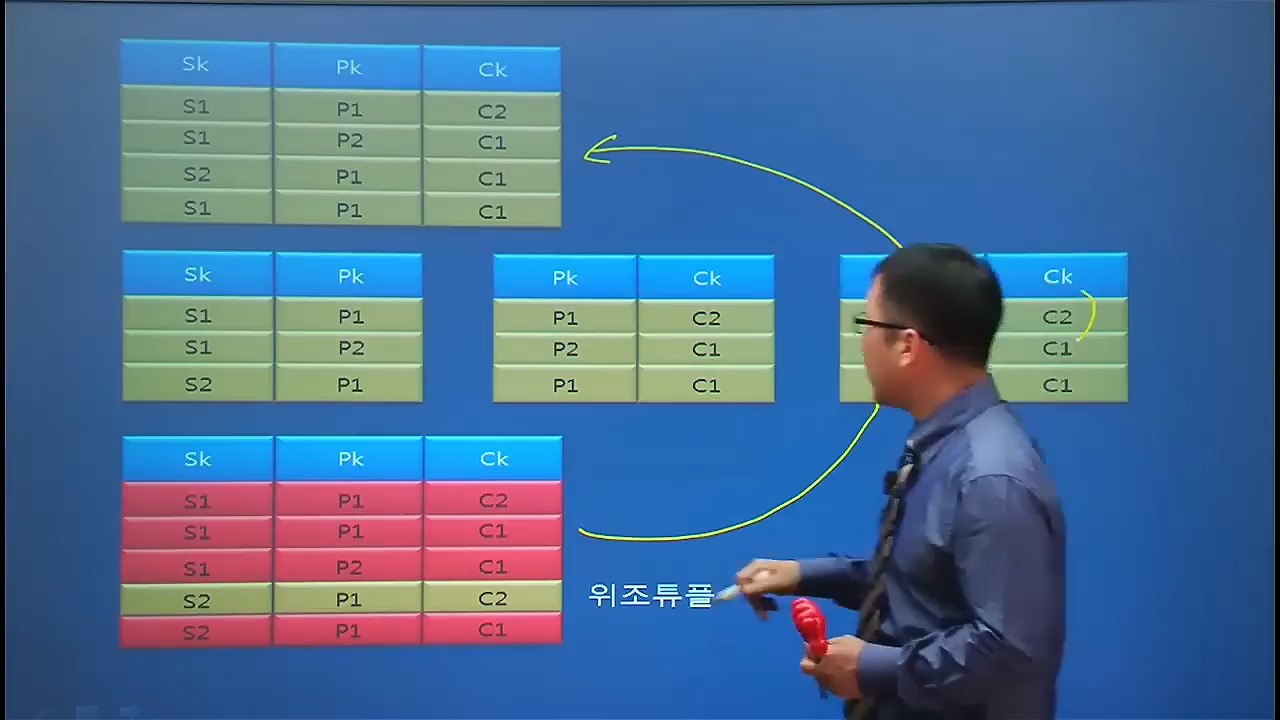 Sk Pk Ck
S1 P1 C2
S1 P2 C1
S2 P1 C1
S1 P1 C1
Sk Pk
S1 P1
S1 P2
S2 P1
Pk Ck
P1 C2
P2 C1
P1 C1
Ck
C2
C1
C1
Sk Pk Ck
S1 P1 C2
S1 P1 C1
S1 P2 C1
S2 P1 C2
S2 P1 C1
위조튜플